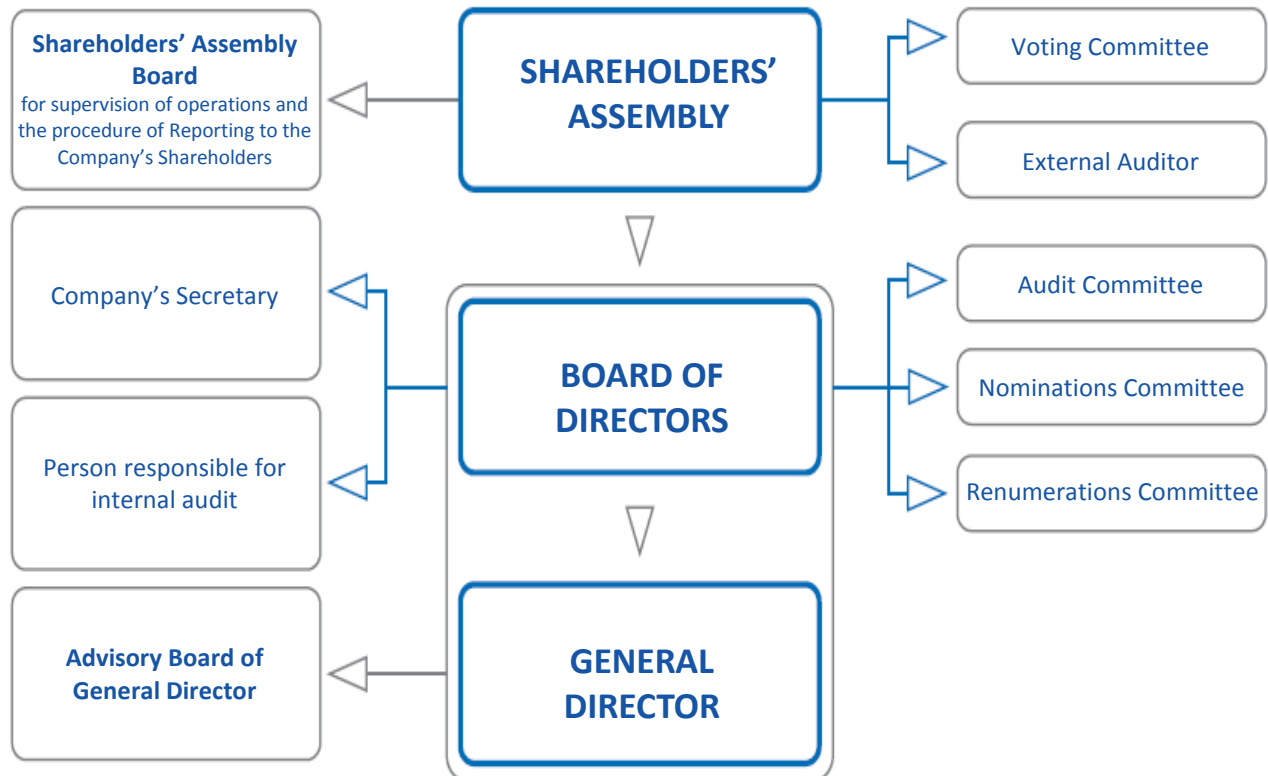 Shareholders’ Assembly
Board
for supervision of operations and
the procedure of Reporting to the
Company’s Shareholders
SHAREHOLDERS’
ASSEMBLY
Voting Committee
External Auditor
Company’s Secretary
Person responsible for
internal audit
BOARD OF
DIRECTORS
Audit Committee
Nominations Committee
Renumerations Committee
Advisory Board of
General Director
GENERAL
DIRECTOR